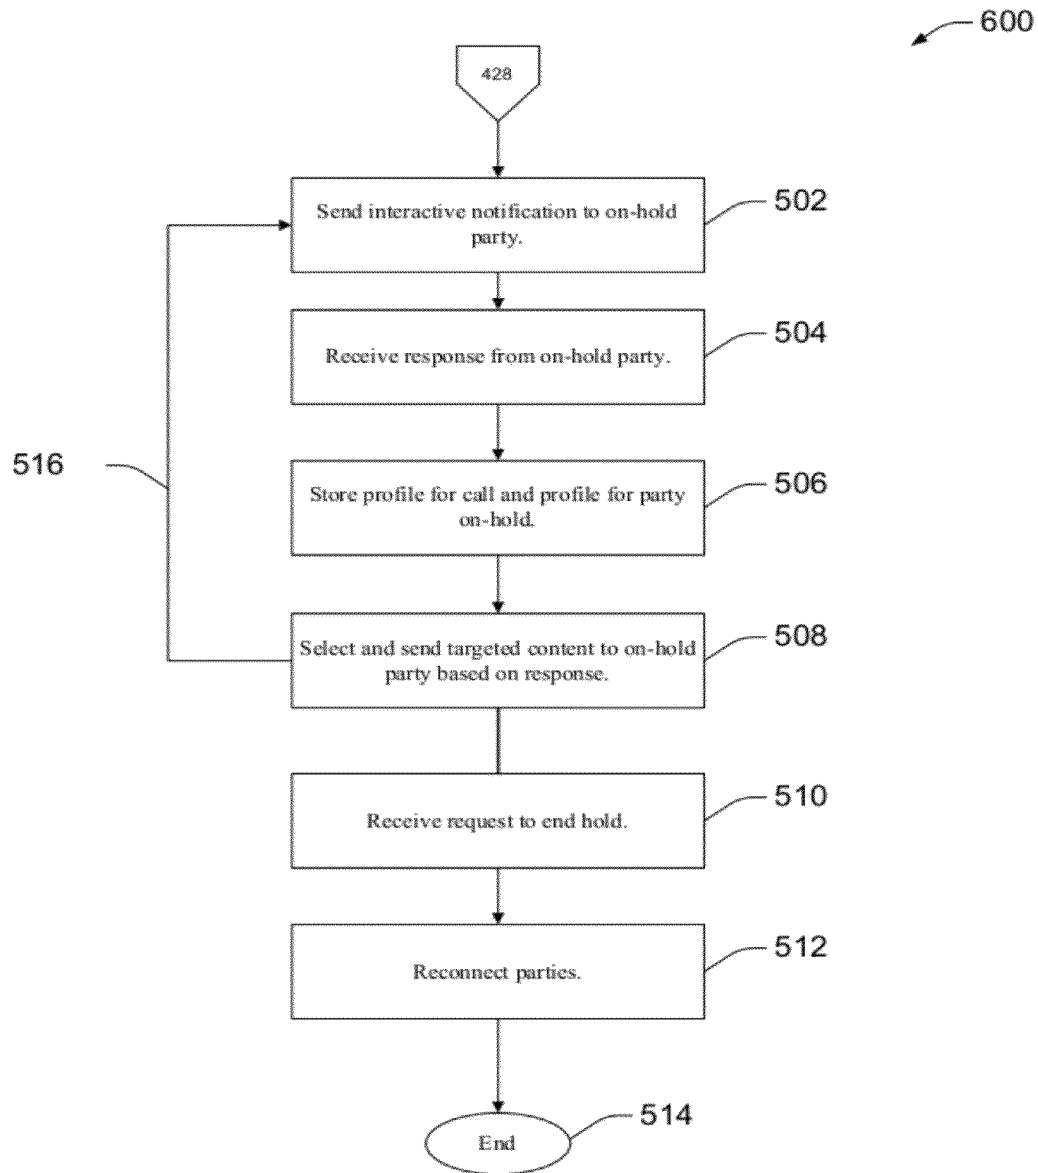 600
428
Send interactive notification to on-hold
party.
502
Receive response from on-hold party.
504
516
Store profile for call and profile for party
on-hold.
506
Select and send targeted content to on-hold
party based on response.
508
Receive request to end hold.
510
Reconnect parties.
512
End
514